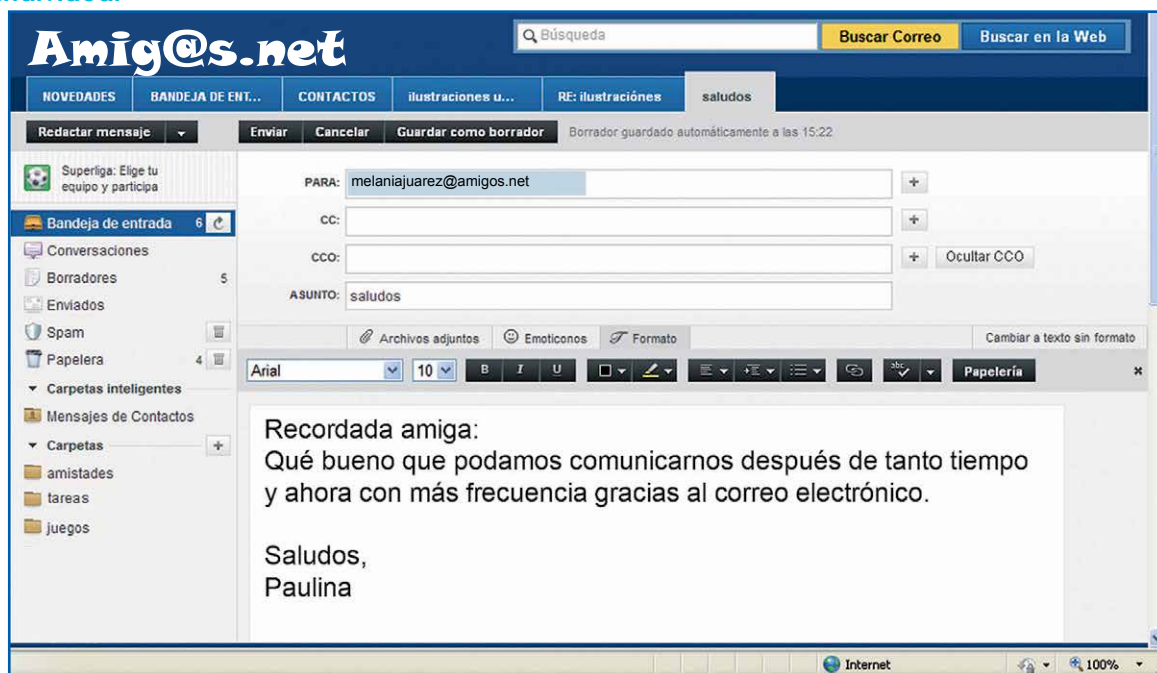 Amig@s.net
Búsqueda
Buscar Correo
Buscar en la Web
NOVEDADES
BANDEJA DE ENT...
CONTACTOS
ilustraciones u...
RE: ilustraciónes
saludos
Redactar mensaje
Enviar
Cancelar
Guardar como borrador
Borrador guardado automáticamente a las 15:22
Superliga: Elige tu
equipo y participa
PARA: melaniajuarez@amigos.net
CC:
CCO:
Ocultar CCO
ASUNTO: saludos
Bandeja de entrada 6
Conversaciones
Borradores 5
Enviados
Spam
Papelera 4
Carpetas inteligentes
Mensajes de Contactos
Carpetas +
amistades
tareas
juegos
Archivos adjuntos
Emoticonos
Formato
Cambiar a texto sin formato
Arial
10
B I U
abc
Papelería
Recordada amiga:
Qué bueno que podamos comunicarnos después de tanto tiempo
y ahora con más frecuencia gracias al correo electrónico.
Saludos,
Paulina
Internet
100%